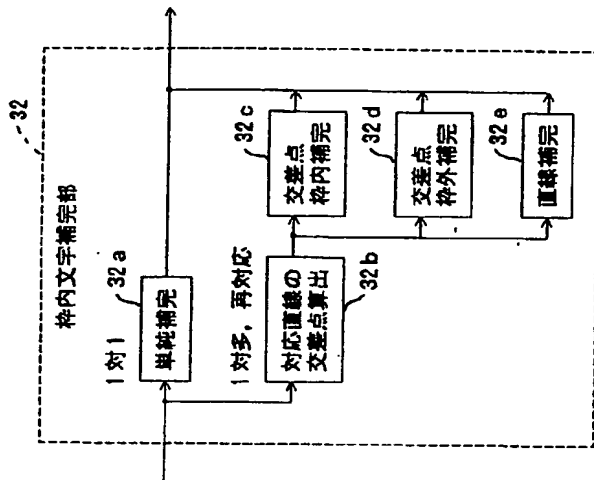 32
枠内文字補完部
1対1
32a
単純補完
1対多，再対応
対応直線の
交差点算出
32b
32c
交差点
枠内補完
32d
交差点
枠外補完
32e
直線補完